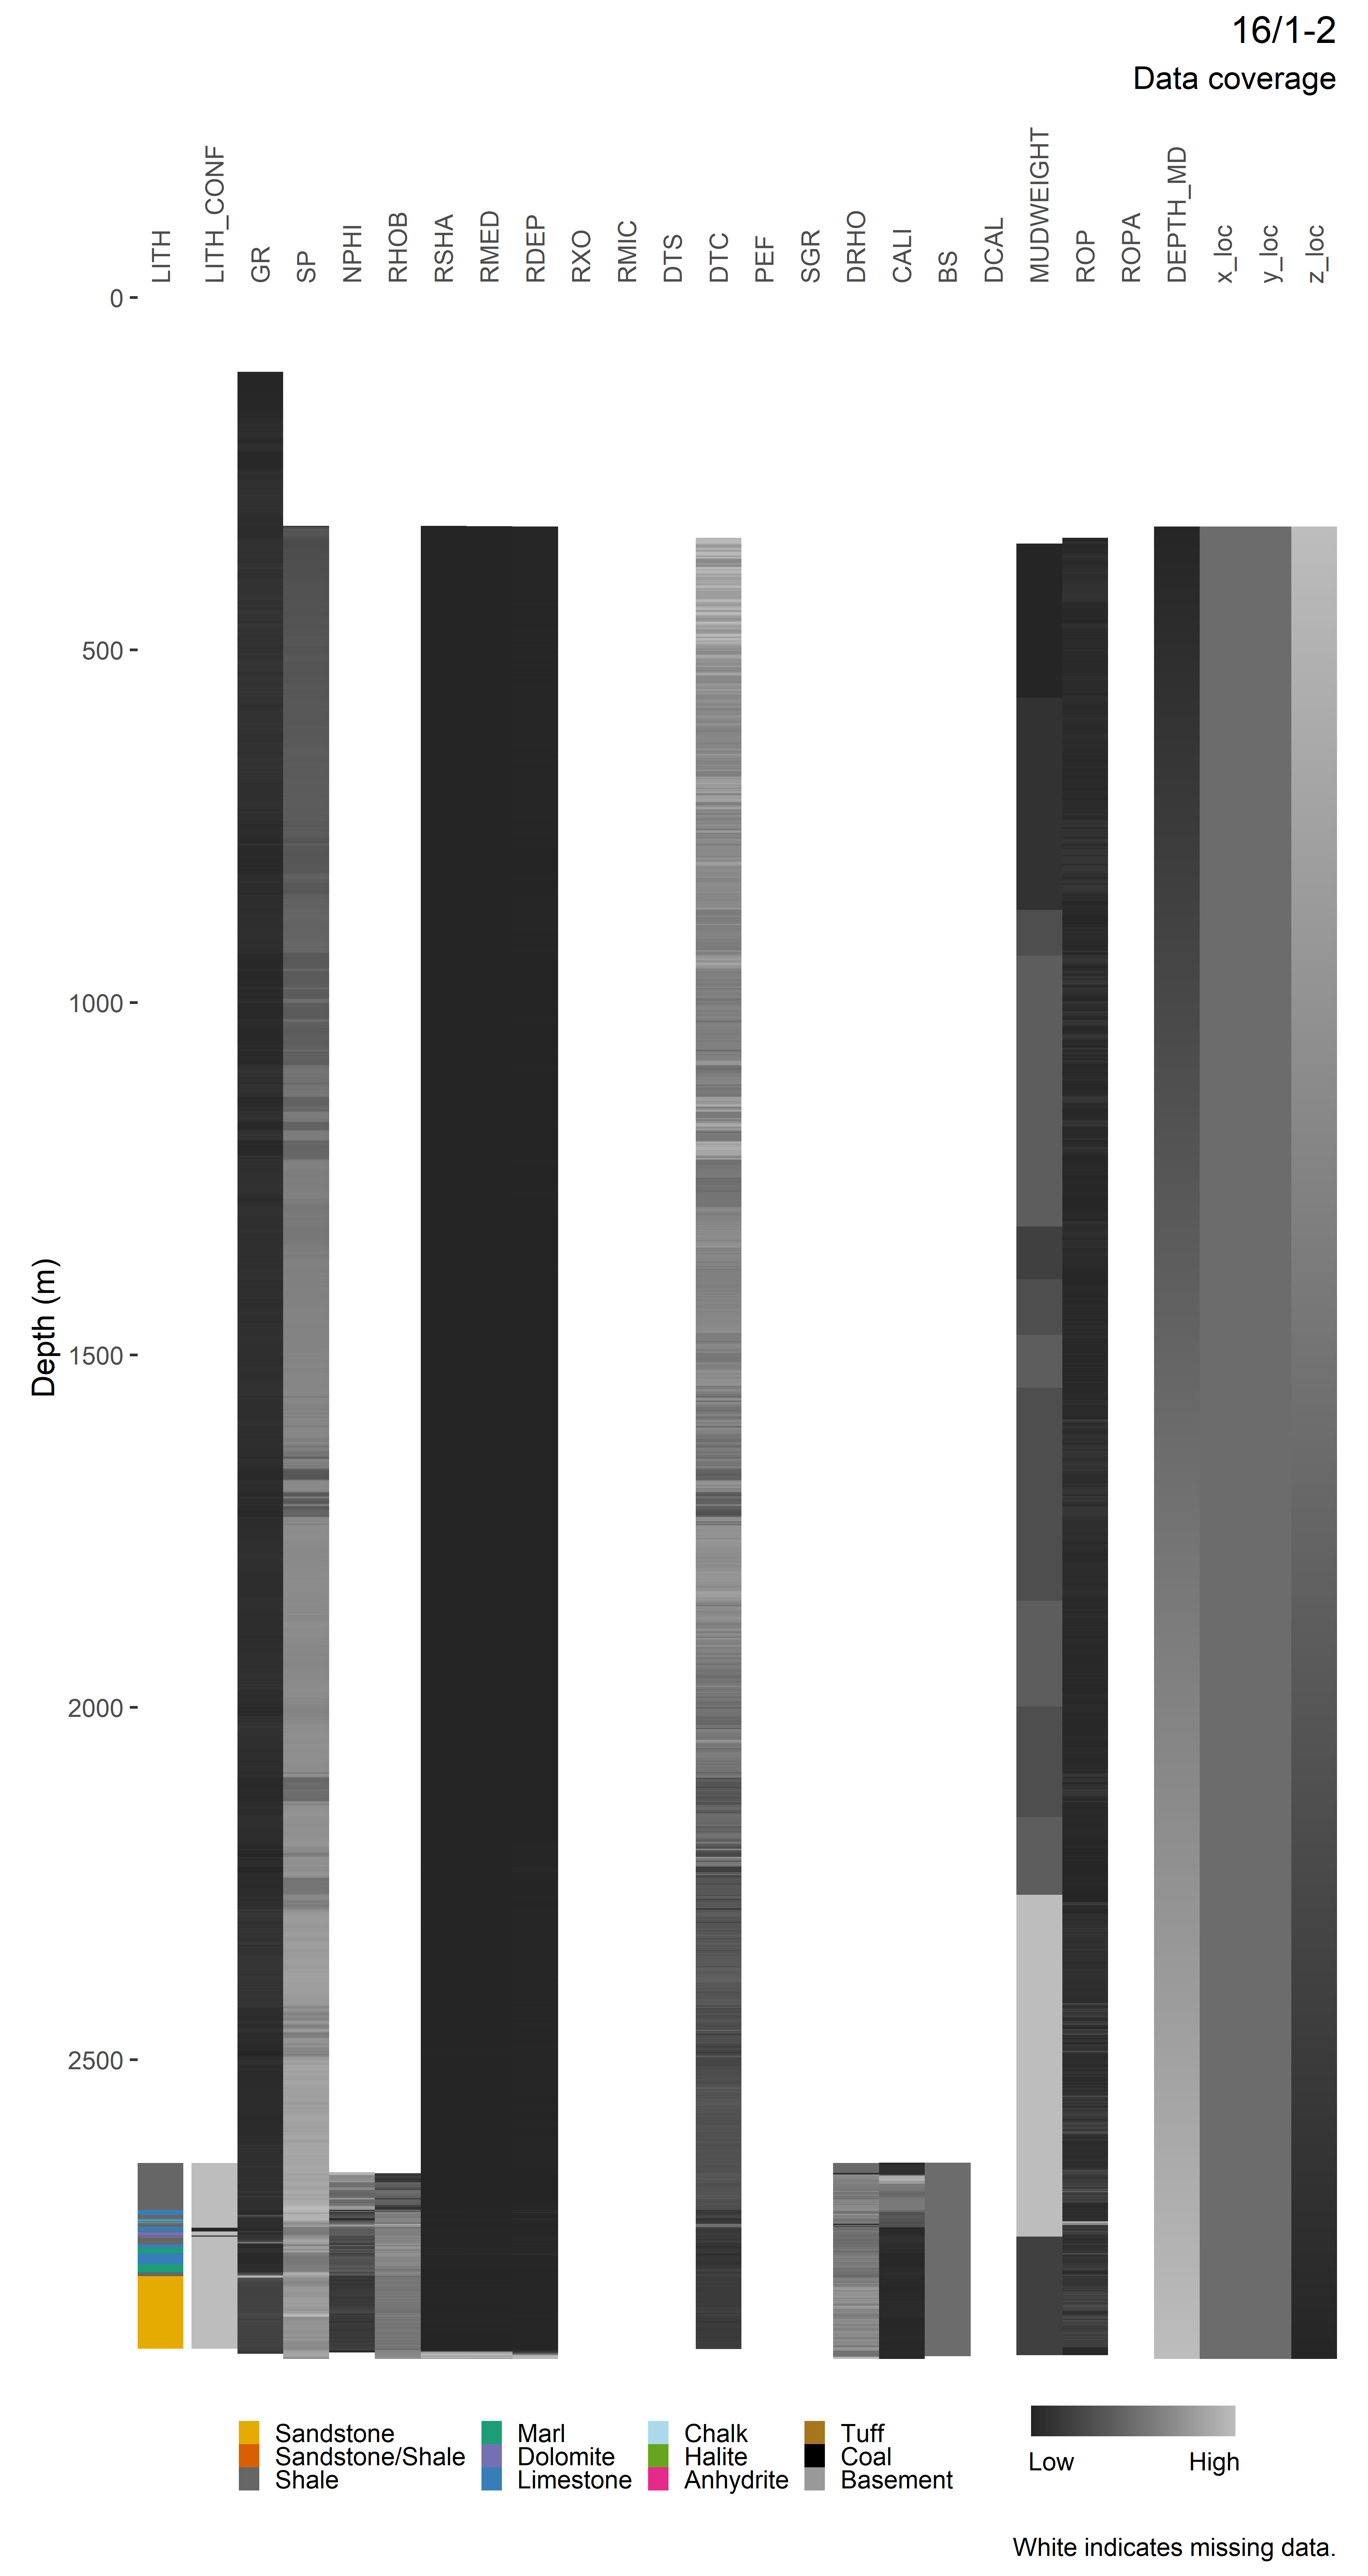 16/1-2
Data coverage
LITH
LITH_CONF
GR
SP
NPHI
RHOB
RSHA
RMED
RDEP
RXO
RMIC
DTS
DTC
PEF
SGR
DRHO
CALI
BS
DCAL
MUDWEIGHT
ROP
ROPA
DEPTH_MD
x_loc
y_loc
z_loc
0
500
1000
1500
2000
2500
Depth (m)
Sandstone
Sandstone/Shale
Shale
Marl
Dolomite
Limestone
Chalk
Halite
Anhydrite
Tuff
Coal
Basement
Low
High
White indicates missing data.